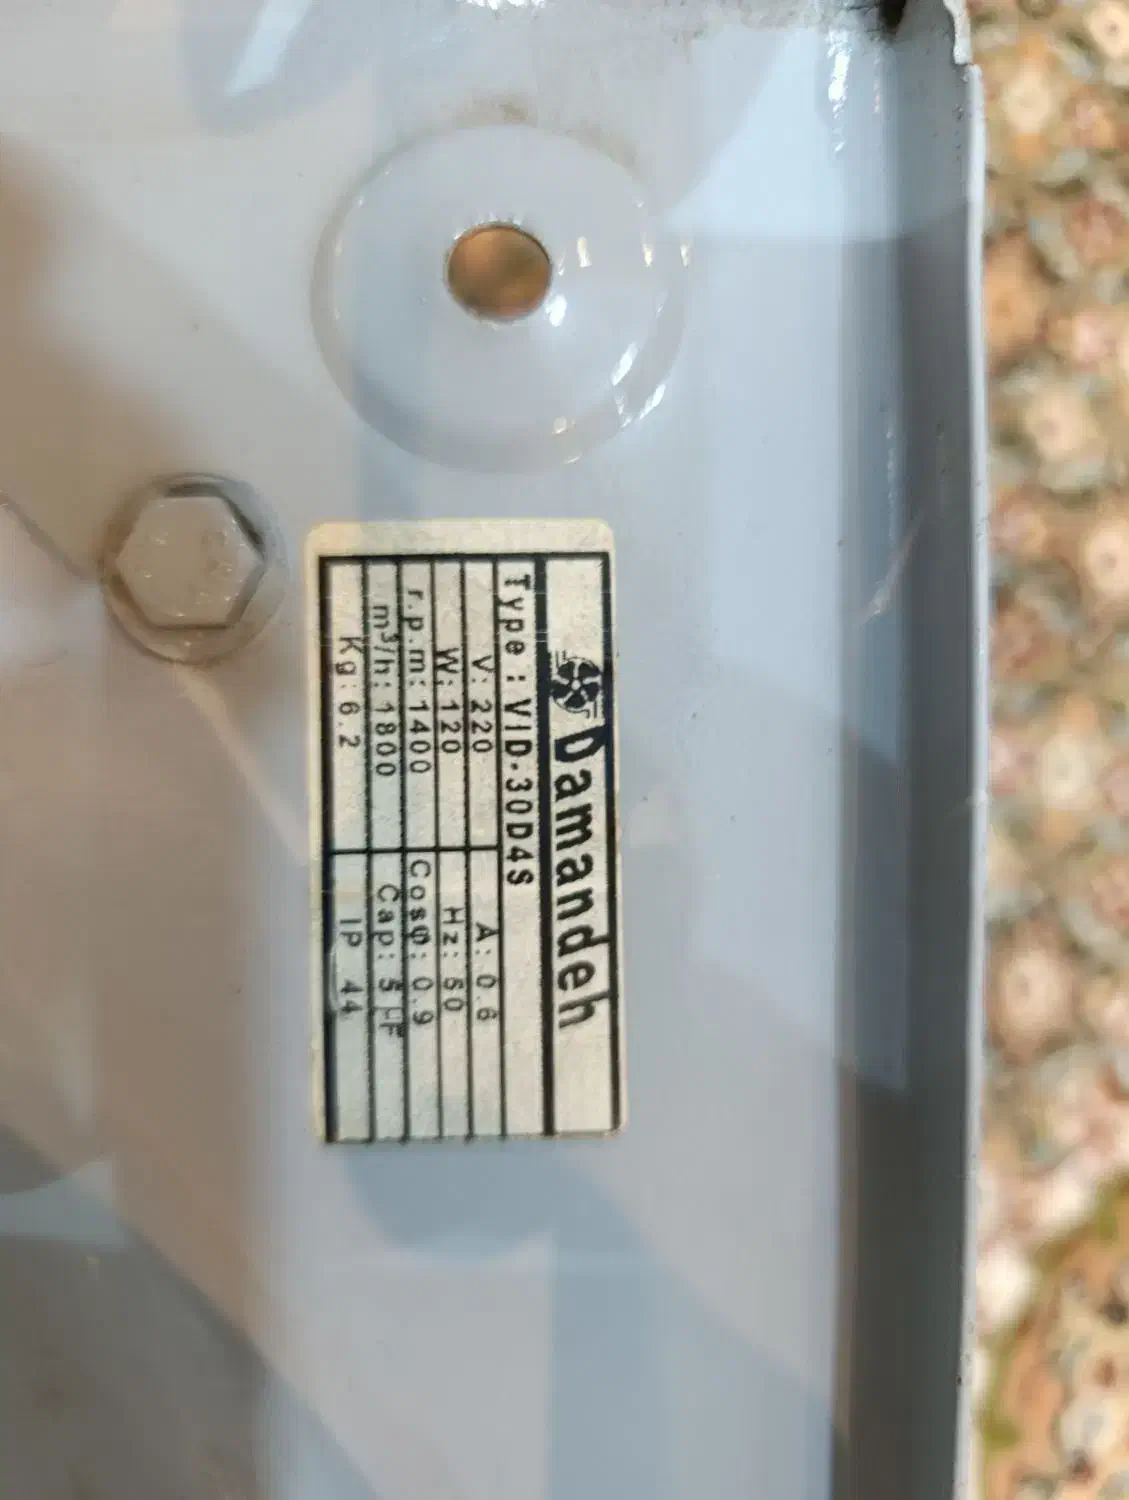 Damandeh
Type: VID-30D4S
V: 220 A: 0.6
W: 120 Hz: 50
r.p.m: 1400 Cosφ: 0.9
m³/h: 1800 Cap: 5 µF
Kg: 6.2 IP 44